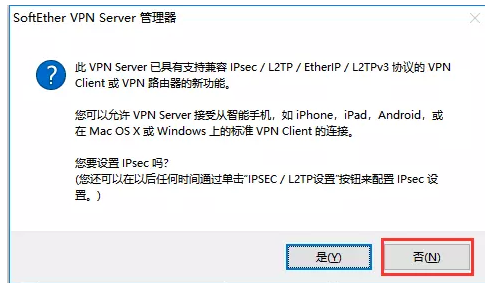 SoftEther VPN Server 管理器
此 VPN Server 已具有支持兼容 IPsec / L2TP / EtherIP / L2TPv3 协议的 VPN
Client 或 VPN 路由器的新功能。
您可以允许 VPN Server 接受从智能手机，如 iPhone，iPad，Android，或
在 Mac OS X 或 Windows 上的标准 VPN Client 的连接。
您要设置 IPsec 吗？
(您还可以在以后任何时间通过单击"IPSEC / L2TP设置"按钮来配置 IPsec 设
置。)
是(Y)
否(N)